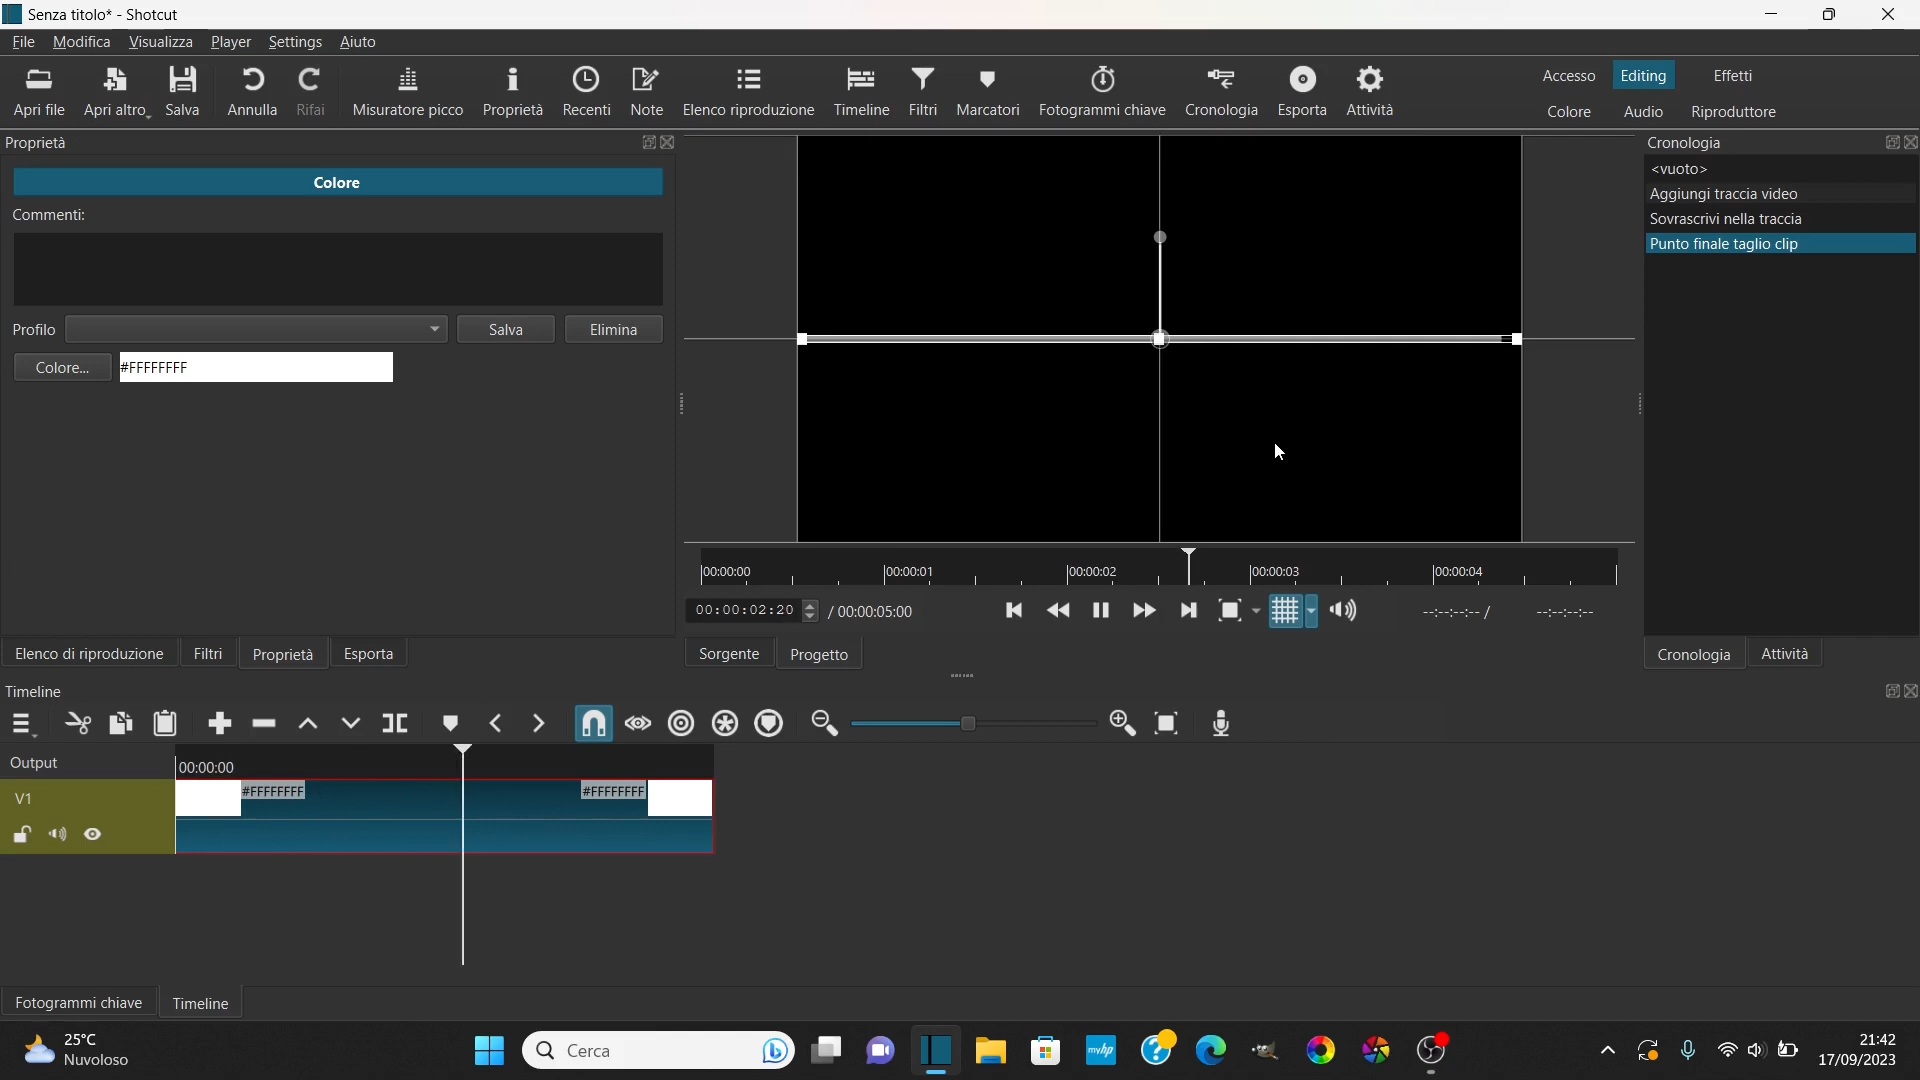 Senza titolo* - Shotcut
File Modifica Visualizza Player Settings Aiuto
Apri file Apri altro Salva Annulla Rifai Misuratore picco Proprietà Recenti Note Elenco riproduzione Timeline Filtri Marcatori Fotogrammi chiave Cronologia Esporta Attività
Accesso Editing Effetti
Colore Audio Riproduttore
Proprietà
Colore
Commenti:
Profilo Salva Elimina
Colore... #FFFFFFFF
Elenco di riproduzione Filtri Proprietà Esporta
00:00:00 00:00:01 00:00:02 00:00:03 00:00:04
00:00:02:20 / 00:00:05:00 --:--:--:-- / --:--:--:--
Sorgente Progetto
Cronologia
<vuoto>
Aggiungi traccia video
Sovrascrivi nella traccia
Punto finale taglio clip
Cronologia Attività
Timeline
Output 00:00:00
V1 #FFFFFFFF #FFFFFFFF
Fotogrammi chiave Timeline
25°C
Nuvoloso
Cerca
myhp
21:42
17/09/2023